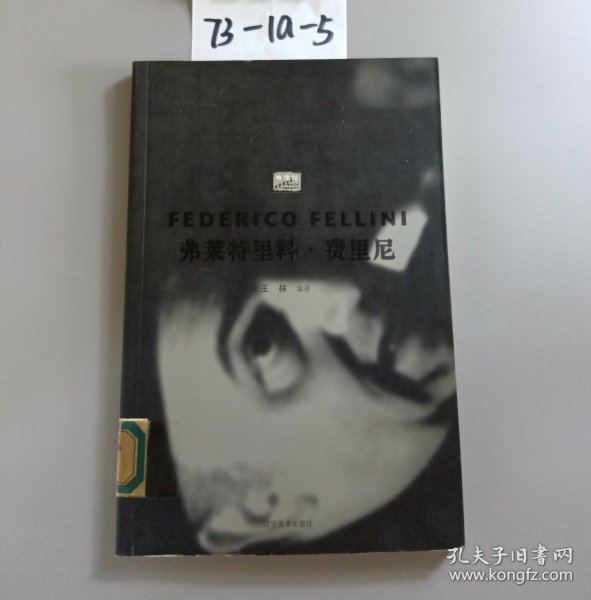 73-1a-5
FEDERICO FELLINI
弗莱特里科·费里尼
王林 编著
辽宁美术出版社
孔夫子旧书网
www.kongfz.com